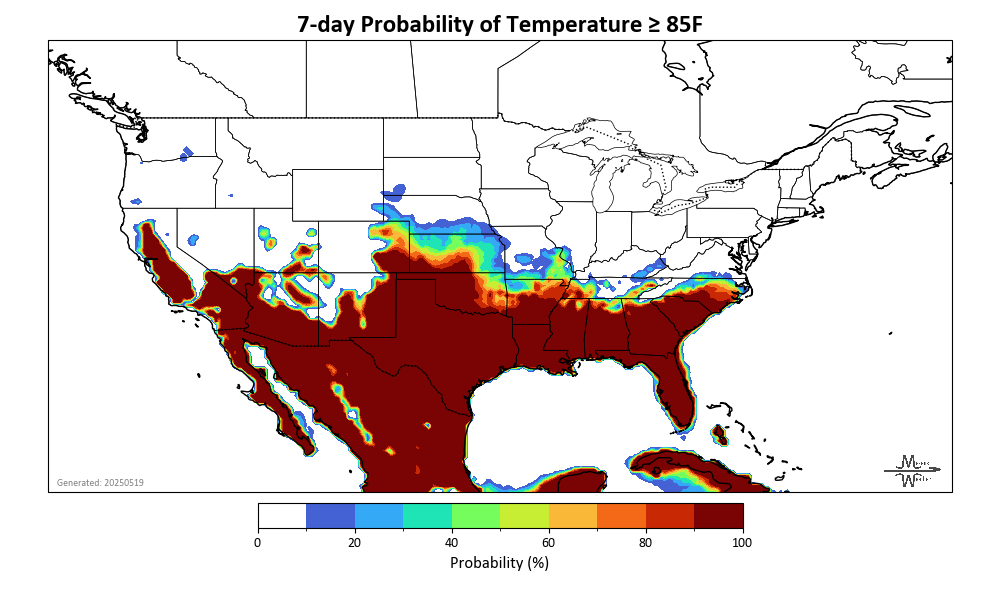 7-day Probability of Temperature ≥ 85F
Generated: 20250519
0 20 40 60 80 100
Probability (%)